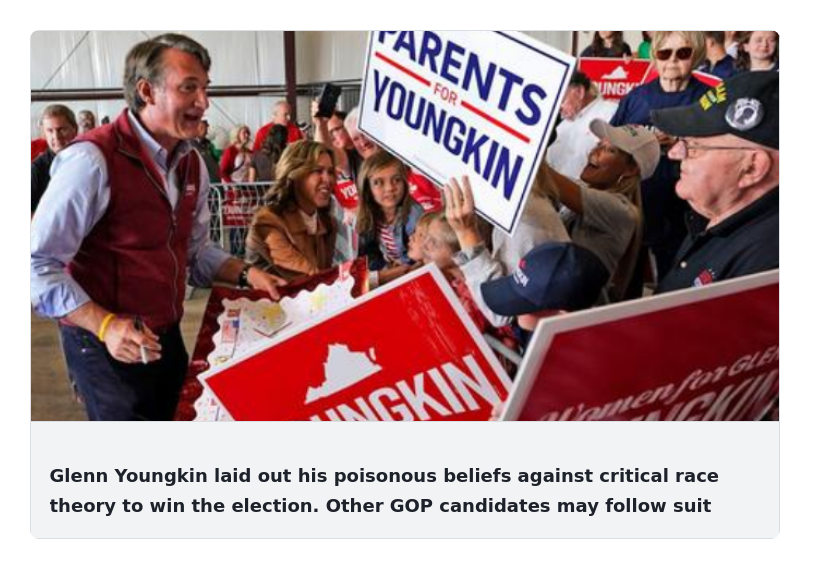 PARENTS
FOR
YOUNGKIN
Women for GLEN
Glenn Youngkin laid out his poisonous beliefs against critical race
theory to win the election. Other GOP candidates may follow suit